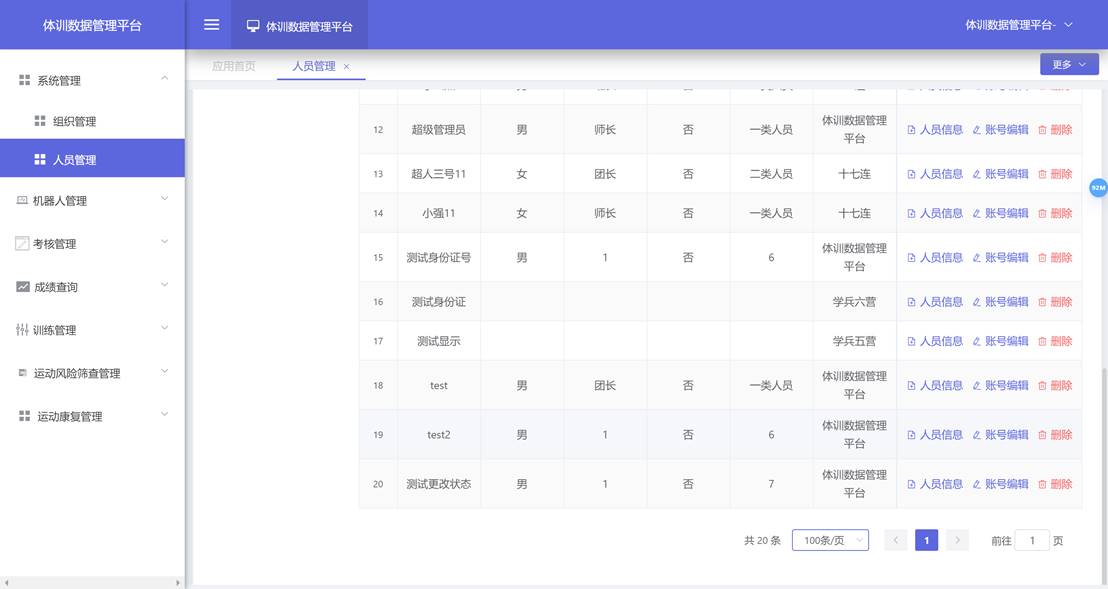 体训数据管理平台
体训数据管理平台
体训数据管理平台-
应用首页
人员管理
更多
系统管理
组织管理
人员管理
机器人管理
考核管理
成绩查询
训练管理
运动风险筛查管理
运动康复管理
12 超级管理员 男 师长 否 一类人员 体训数据管理平台 人员信息 账号编辑 删除
13 超人三号11 女 团长 否 二类人员 十七连 人员信息 账号编辑 删除
14 小强11 女 师长 否 一类人员 十七连 人员信息 账号编辑 删除
15 测试身份证号 男 1 否 6 体训数据管理平台 人员信息 账号编辑 删除
16 测试身份证 学兵六营 人员信息 账号编辑 删除
17 测试显示 学兵五营 人员信息 账号编辑 删除
18 test 男 团长 否 一类人员 体训数据管理平台 人员信息 账号编辑 删除
19 test2 男 1 否 6 体训数据管理平台 人员信息 账号编辑 删除
20 测试更改状态 男 1 否 7 体训数据管理平台 人员信息 账号编辑 删除
共 20 条 100条/页 1 前往 1 页
92M